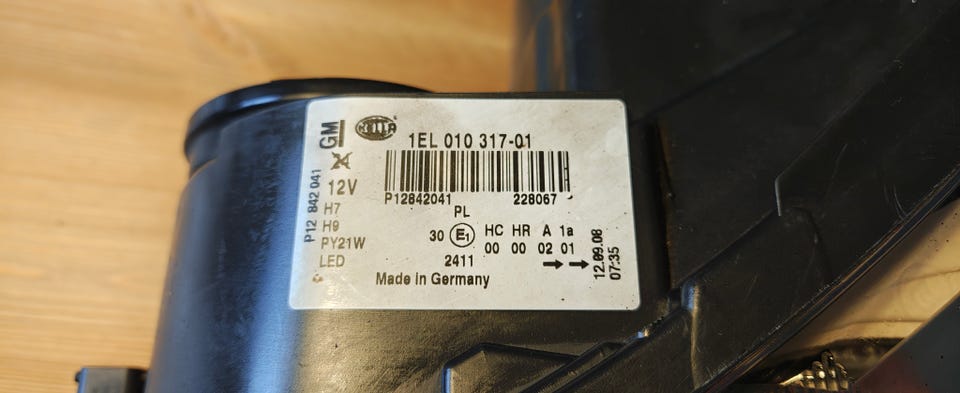 GM HELLA
1EL 010 317-01
P12 842 041
12V
P12842041 228067
H7
PL
H9
30 E1 HC HR A 1a
PY21W
00 00 02 01
LED
2411
Made in Germany
12.09.08
07:35